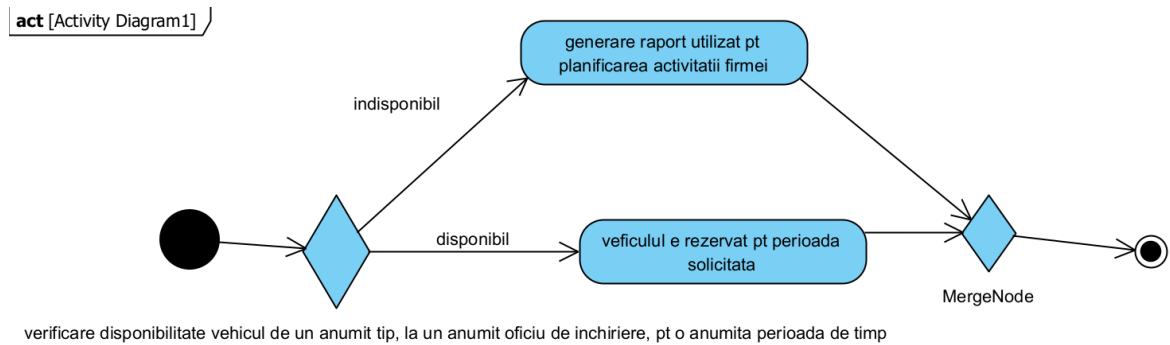 act [Activity Diagram1]
generare raport utilizat pt
planificarea activitatii firmei
indisponibil
disponibil
veficulul e rezervat pt perioada
solicitata
MergeNode
verificare disponibilitate vehicul de un anumit tip, la un anumit oficiu de inchiriere, pt o anumita perioada de timp